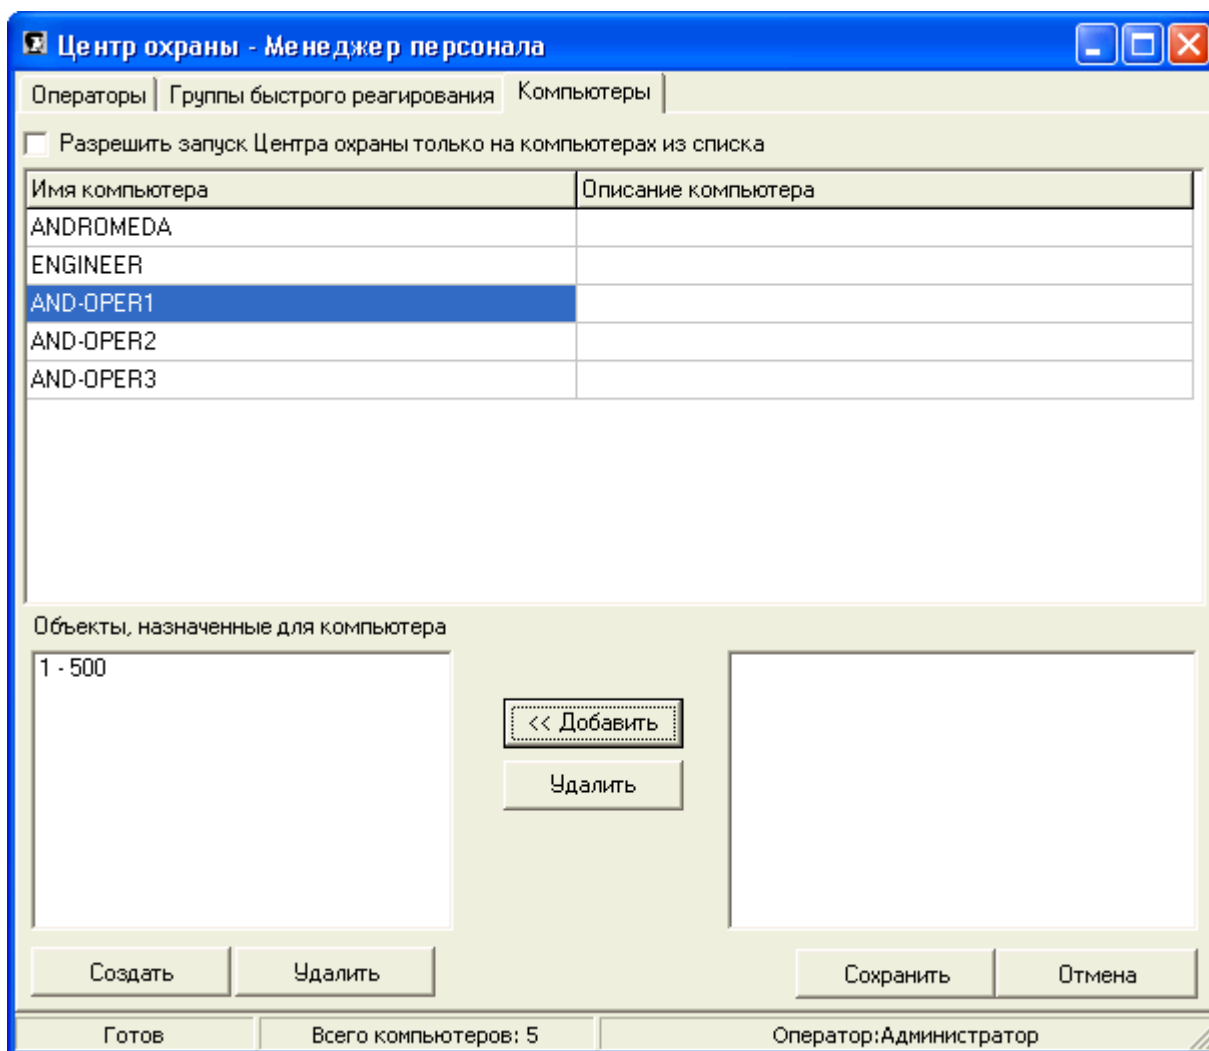 Центр охраны - Менеджер персонала
Операторы Группы быстрого реагирования Компьютеры
Разрешить запуск Центра охраны только на компьютерах из списка
Имя компьютера Описание компьютера
ANDROMEDA
ENGINEER
AND-OPER1
AND-OPER2
AND-OPER3
Объекты, назначенные для компьютера
1 - 500
<< Добавить
Удалить
Создать Удалить Сохранить Отмена
Готов Всего компьютеров: 5 Оператор:Администратор